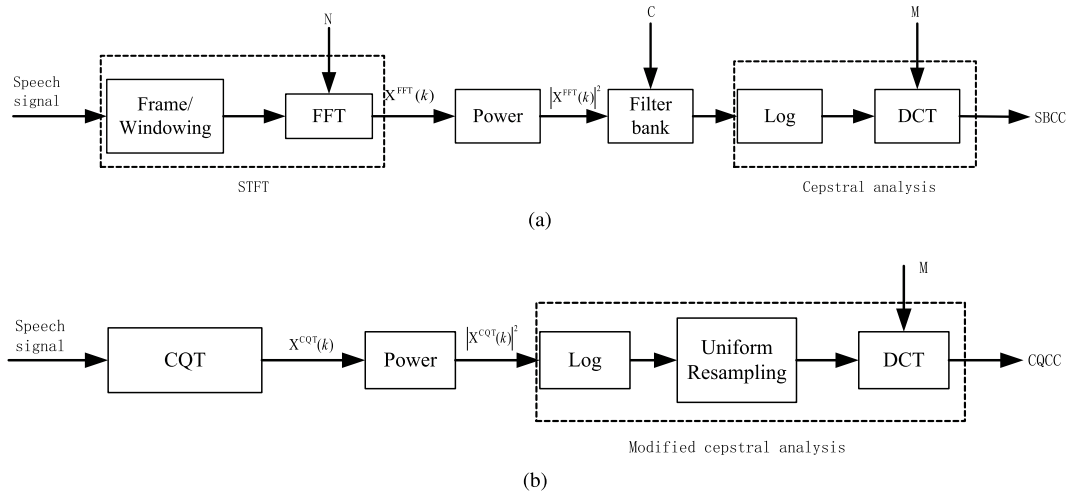 N
C
M
Speech
signal
Frame/
Windowing
FFT
X^FFT(k)
Power
|X^FFT(k)|^2
Filter
bank
Log
DCT
SBCC
STFT
Cepstral analysis
(a)
M
Speech
signal
CQT
X^CQT(k)
Power
|X^CQT(k)|^2
Log
Uniform
Resampling
DCT
CQCC
Modified cepstral analysis
(b)